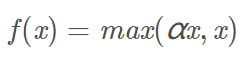 f(x) = max(αx, x)